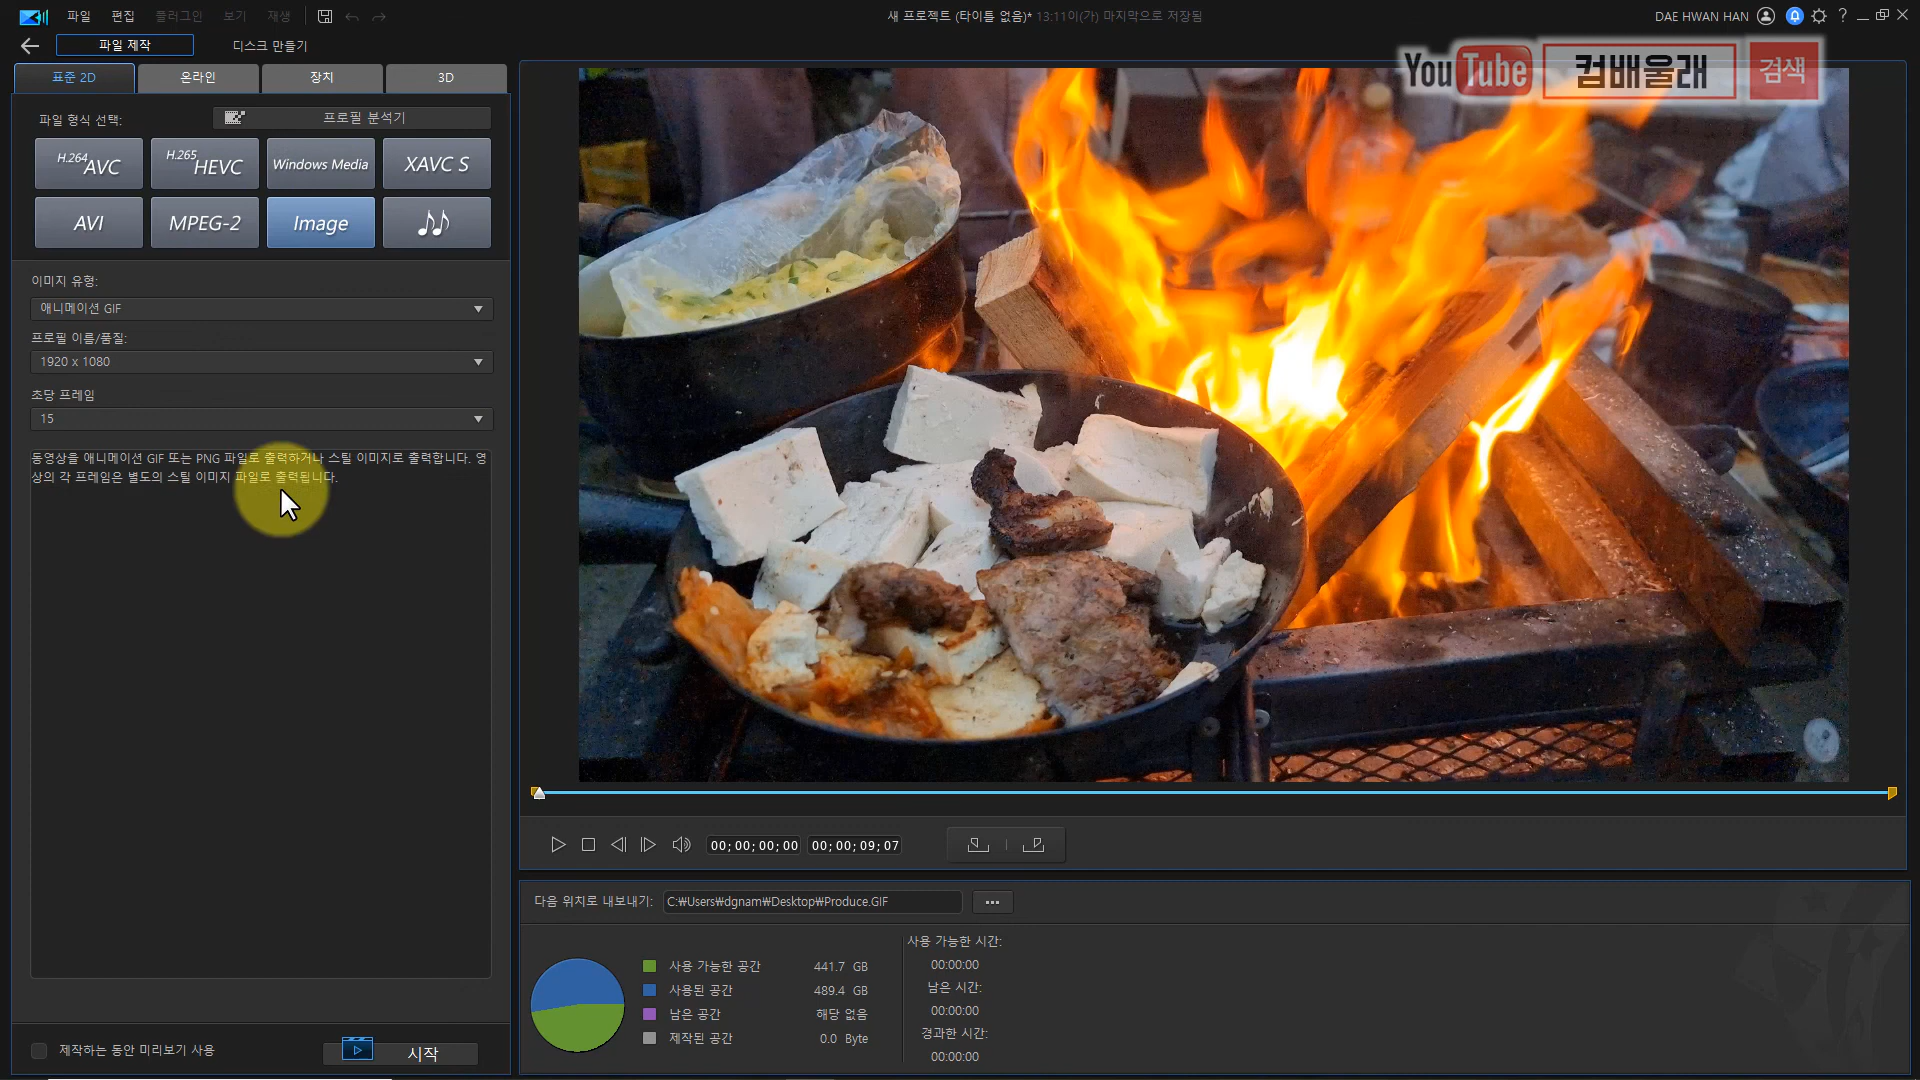 파일 편집 플러그인 보기 재생
새 프로젝트 (타이틀 없음)* 13:11이(가) 마지막으로 저장됨
DAE HWAN HAN
?
파일 제작 디스크 만들기
YouTube 컴배울래 검색
표준 2D 온라인 장치 3D
파일 형식 선택: 프로필 분석기
H.264 AVC H.265 HEVC Windows Media XAVC S
AVI MPEG-2 Image
이미지 유형:
애니메이션 GIF
프로필 이름/품질:
1920 x 1080
초당 프레임
15
동영상을 애니메이션 GIF 또는 PNG 파일로 출력하거나 스틸 이미지로 출력합니다. 영
상의 각 프레임은 별도의 스틸 이미지 파일로 출력됩니다.
00;00;00;00 00;00;09;07
다음 위치로 내보내기: C:₩Users₩dgnam₩Desktop₩Produce.GIF ...
사용 가능한 공간 441.7 GB
사용된 공간 489.4 GB
남은 공간 해당 없음
제작된 공간 0.0 Byte
사용 가능한 시간:
00:00:00
남은 시간:
00:00:00
경과한 시간:
00:00:00
제작하는 동안 미리보기 사용
시작